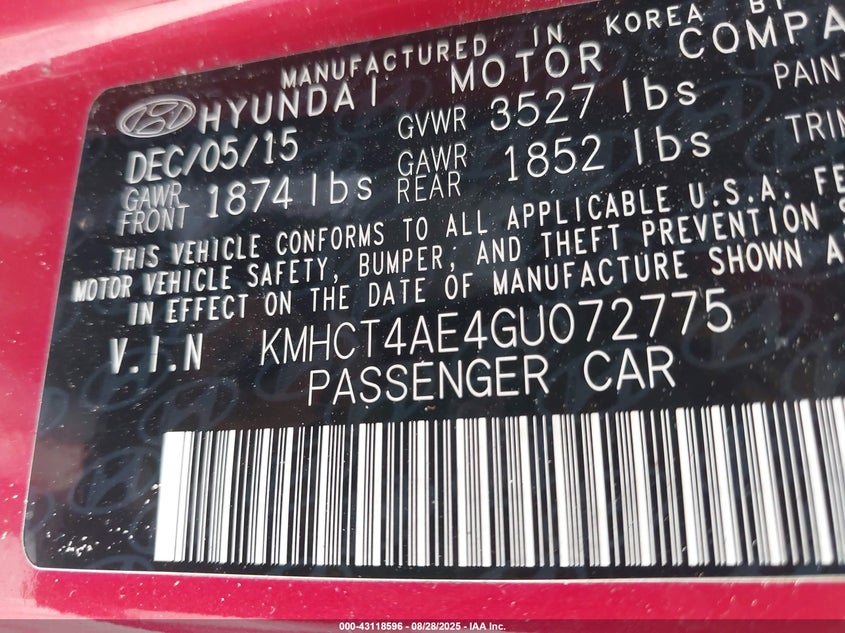 MANUFACTURED IN KOREA BY
HYUNDAI MOTOR COMPA
DEC/05/15 GVWR 3527 lbs PAINT
GAWR FRONT 1874 lbs GAWR REAR 1852 lbs TRIM
THIS VEHICLE CONFORMS TO ALL APPLICABLE U.S.A. FE
MOTOR VEHICLE SAFETY, BUMPER, AND THEFT PREVENTION S
IN EFFECT ON THE DATE OF MANUFACTURE SHOWN A
V.I.N KMHCT4AE4GU072775
PASSENGER CAR
000-43118596 - 08/28/2025 - IAA Inc.